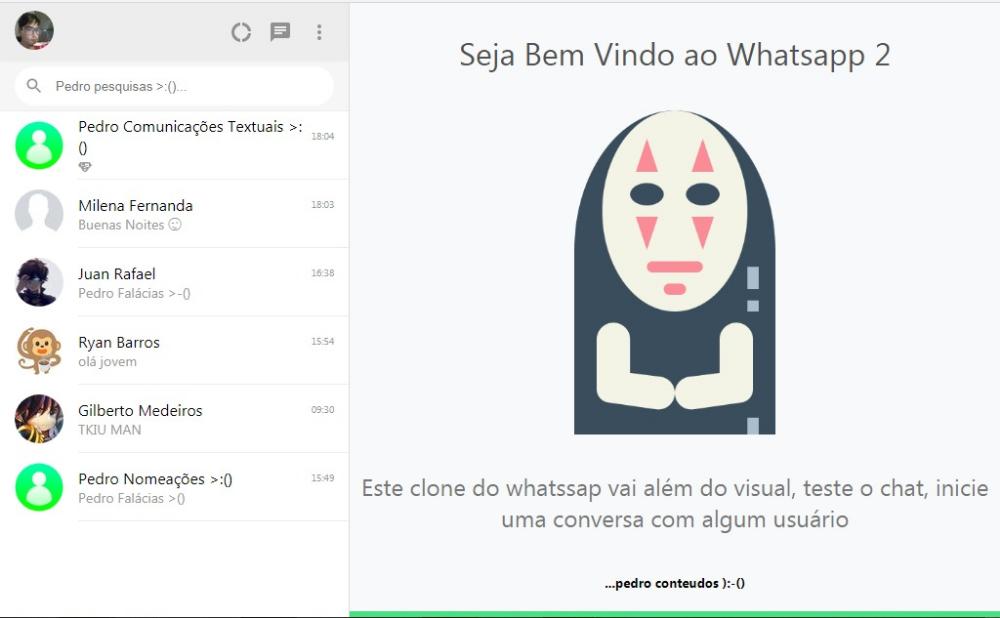 Pedro pesquisas >:()...
Pedro Comunicações Textuais >:
()
18:04
Milena Fernanda
18:03
Buenas Noites
Juan Rafael
16:38
Pedro Falácias >-()
Ryan Barros
15:54
olá jovem
Gilberto Medeiros
09:30
TKIU MAN
Pedro Nomeações >:()
15:49
Pedro Falácias >()
Seja Bem Vindo ao Whatsapp 2
Este clone do whatssap vai além do visual, teste o chat, inicie
uma conversa com algum usuário
...pedro conteudos ):-()